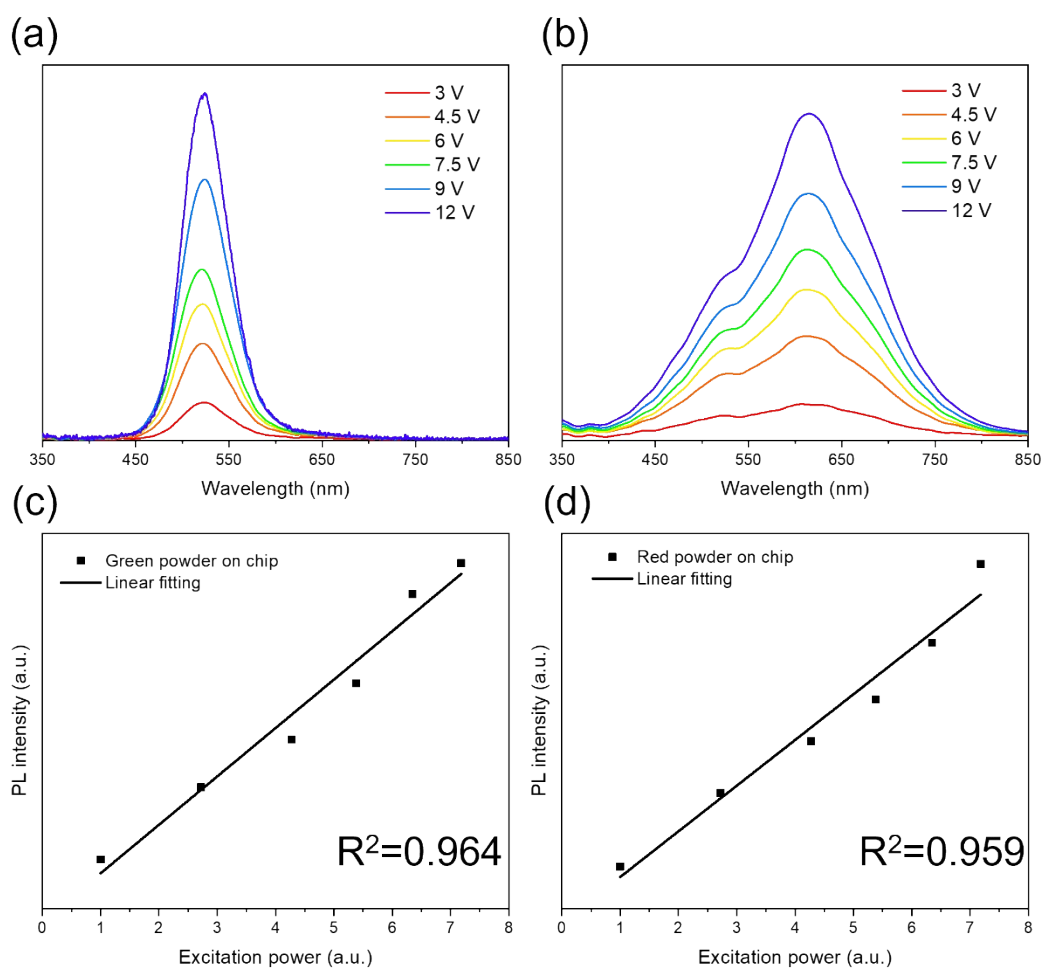 (a)
3 V
4.5 V
6 V
7.5 V
9 V
12 V
350 450 550 650 750 850
Wavelength (nm)
(b)
3 V
4.5 V
6 V
7.5 V
9 V
12 V
350 450 550 650 750 850
Wavelength (nm)
(c)
Green powder on chip
Linear fitting
PL intensity (a.u.)
R²=0.964
0 1 2 3 4 5 6 7 8
Excitation power (a.u.)
(d)
Red powder on chip
Linear fitting
PL intensity (a.u.)
R²=0.959
0 1 2 3 4 5 6 7 8
Excitation power (a.u.)